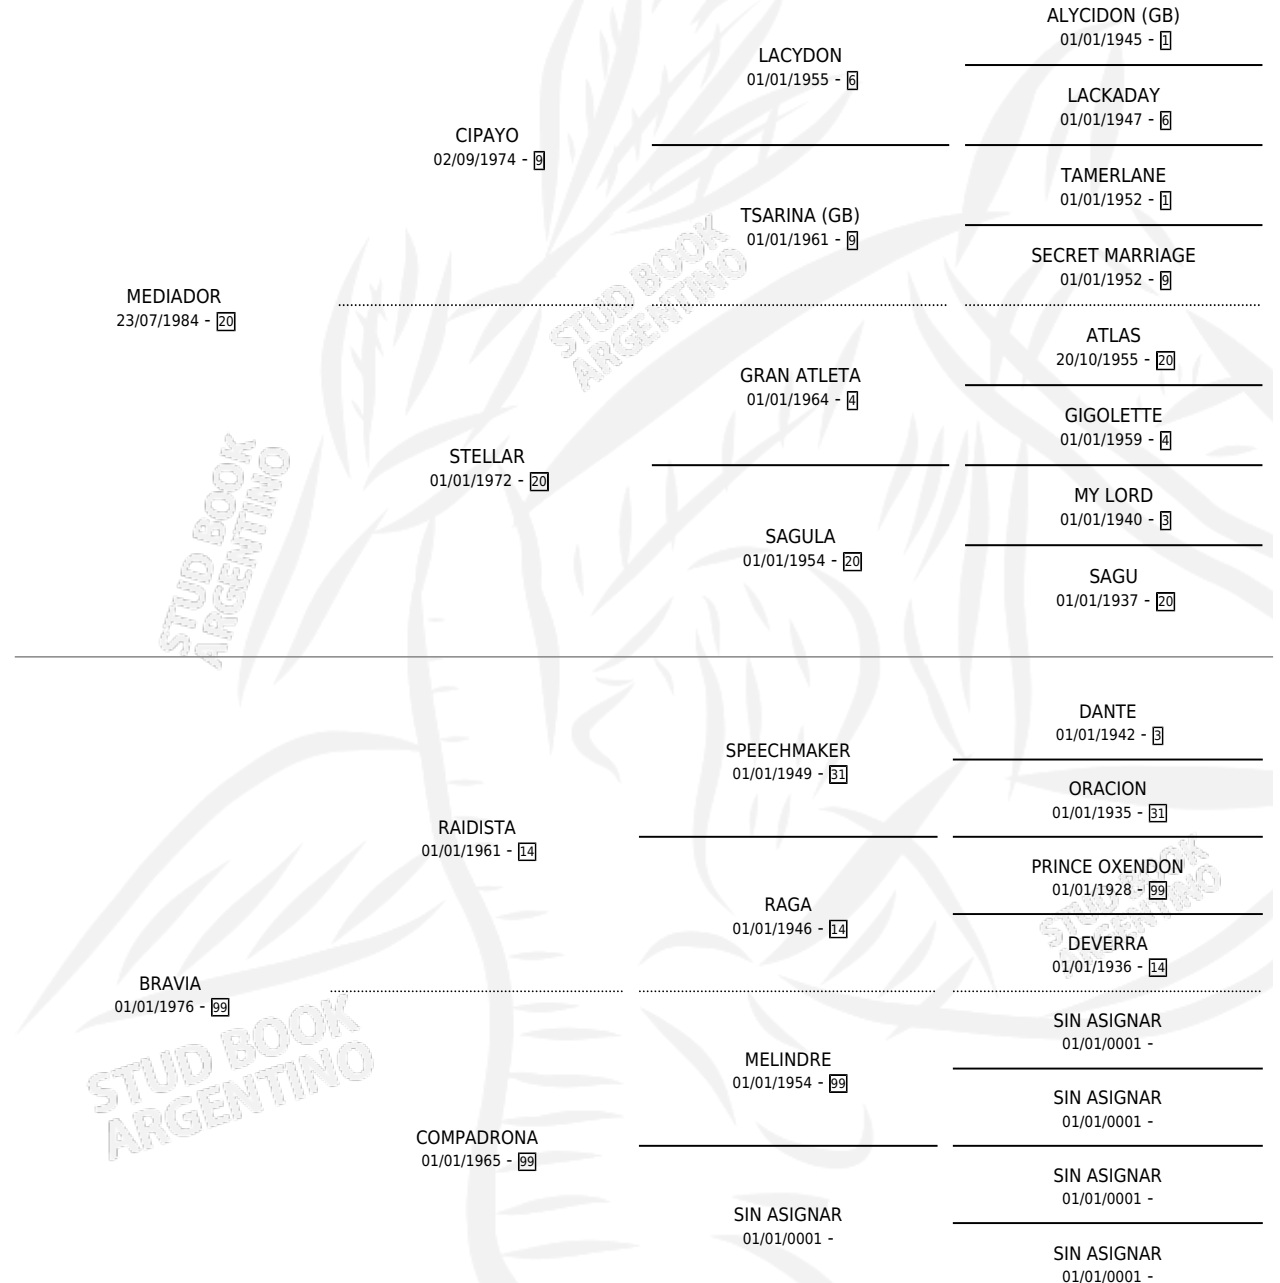 ALYCIDON (GB)
01/01/1945 - 1
LACYDON
01/01/1955 - 6
LACKADAY
01/01/1947 - 6
CIPAYO
02/09/1974 - 9
TAMERLANE
01/01/1952 - 1
TSARINA (GB)
01/01/1961 - 9
SECRET MARRIAGE
01/01/1952 - 9
MEDIADOR
23/07/1984 - 20
ATLAS
20/10/1955 - 20
GRAN ATLETA
01/01/1964 - 4
GIGOLETTE
01/01/1959 - 4
STELLAR
01/01/1972 - 20
MY LORD
01/01/1940 - 3
SAGULA
01/01/1954 - 20
SAGU
01/01/1937 - 20
STUD BOOK
ARGENTINO
STUD BOOK
ARGENTINO
DANTE
01/01/1942 - 3
SPEECHMAKER
01/01/1949 - 31
ORACION
01/01/1935 - 31
RAIDISTA
01/01/1961 - 14
PRINCE OXENDON
01/01/1928 - 99
RAGA
01/01/1946 - 14
DEVERRA
01/01/1936 - 14
STUD BOOK
ARGENTINO
BRAVIA
01/01/1976 - 99
SIN ASIGNAR
01/01/0001 -
MELINDRE
01/01/1954 - 99
SIN ASIGNAR
01/01/0001 -
COMPADRONA
01/01/1965 - 99
SIN ASIGNAR
01/01/0001 -
SIN ASIGNAR
01/01/0001 -
SIN ASIGNAR
01/01/0001 -
STUD BOOK
ARGENTINO